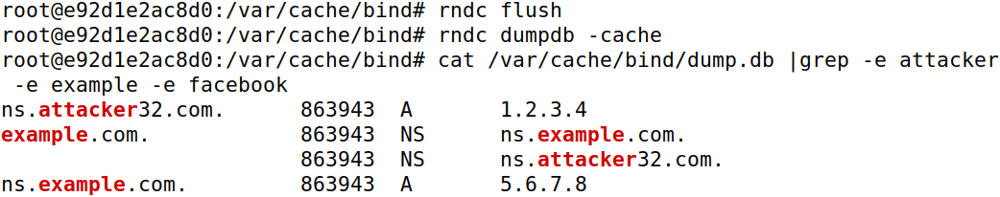 root@e92d1e2ac8d0:/var/cache/bind# rndc flush
root@e92d1e2ac8d0:/var/cache/bind# rndc dumpdb -cache
root@e92d1e2ac8d0:/var/cache/bind# cat /var/cache/bind/dump.db |grep -e attacker
 -e example -e facebook
ns.attacker32.com.      863943  A       1.2.3.4
example.com.            863943  NS      ns.example.com.
                        863943  NS      ns.attacker32.com.
ns.example.com.         863943  A       5.6.7.8